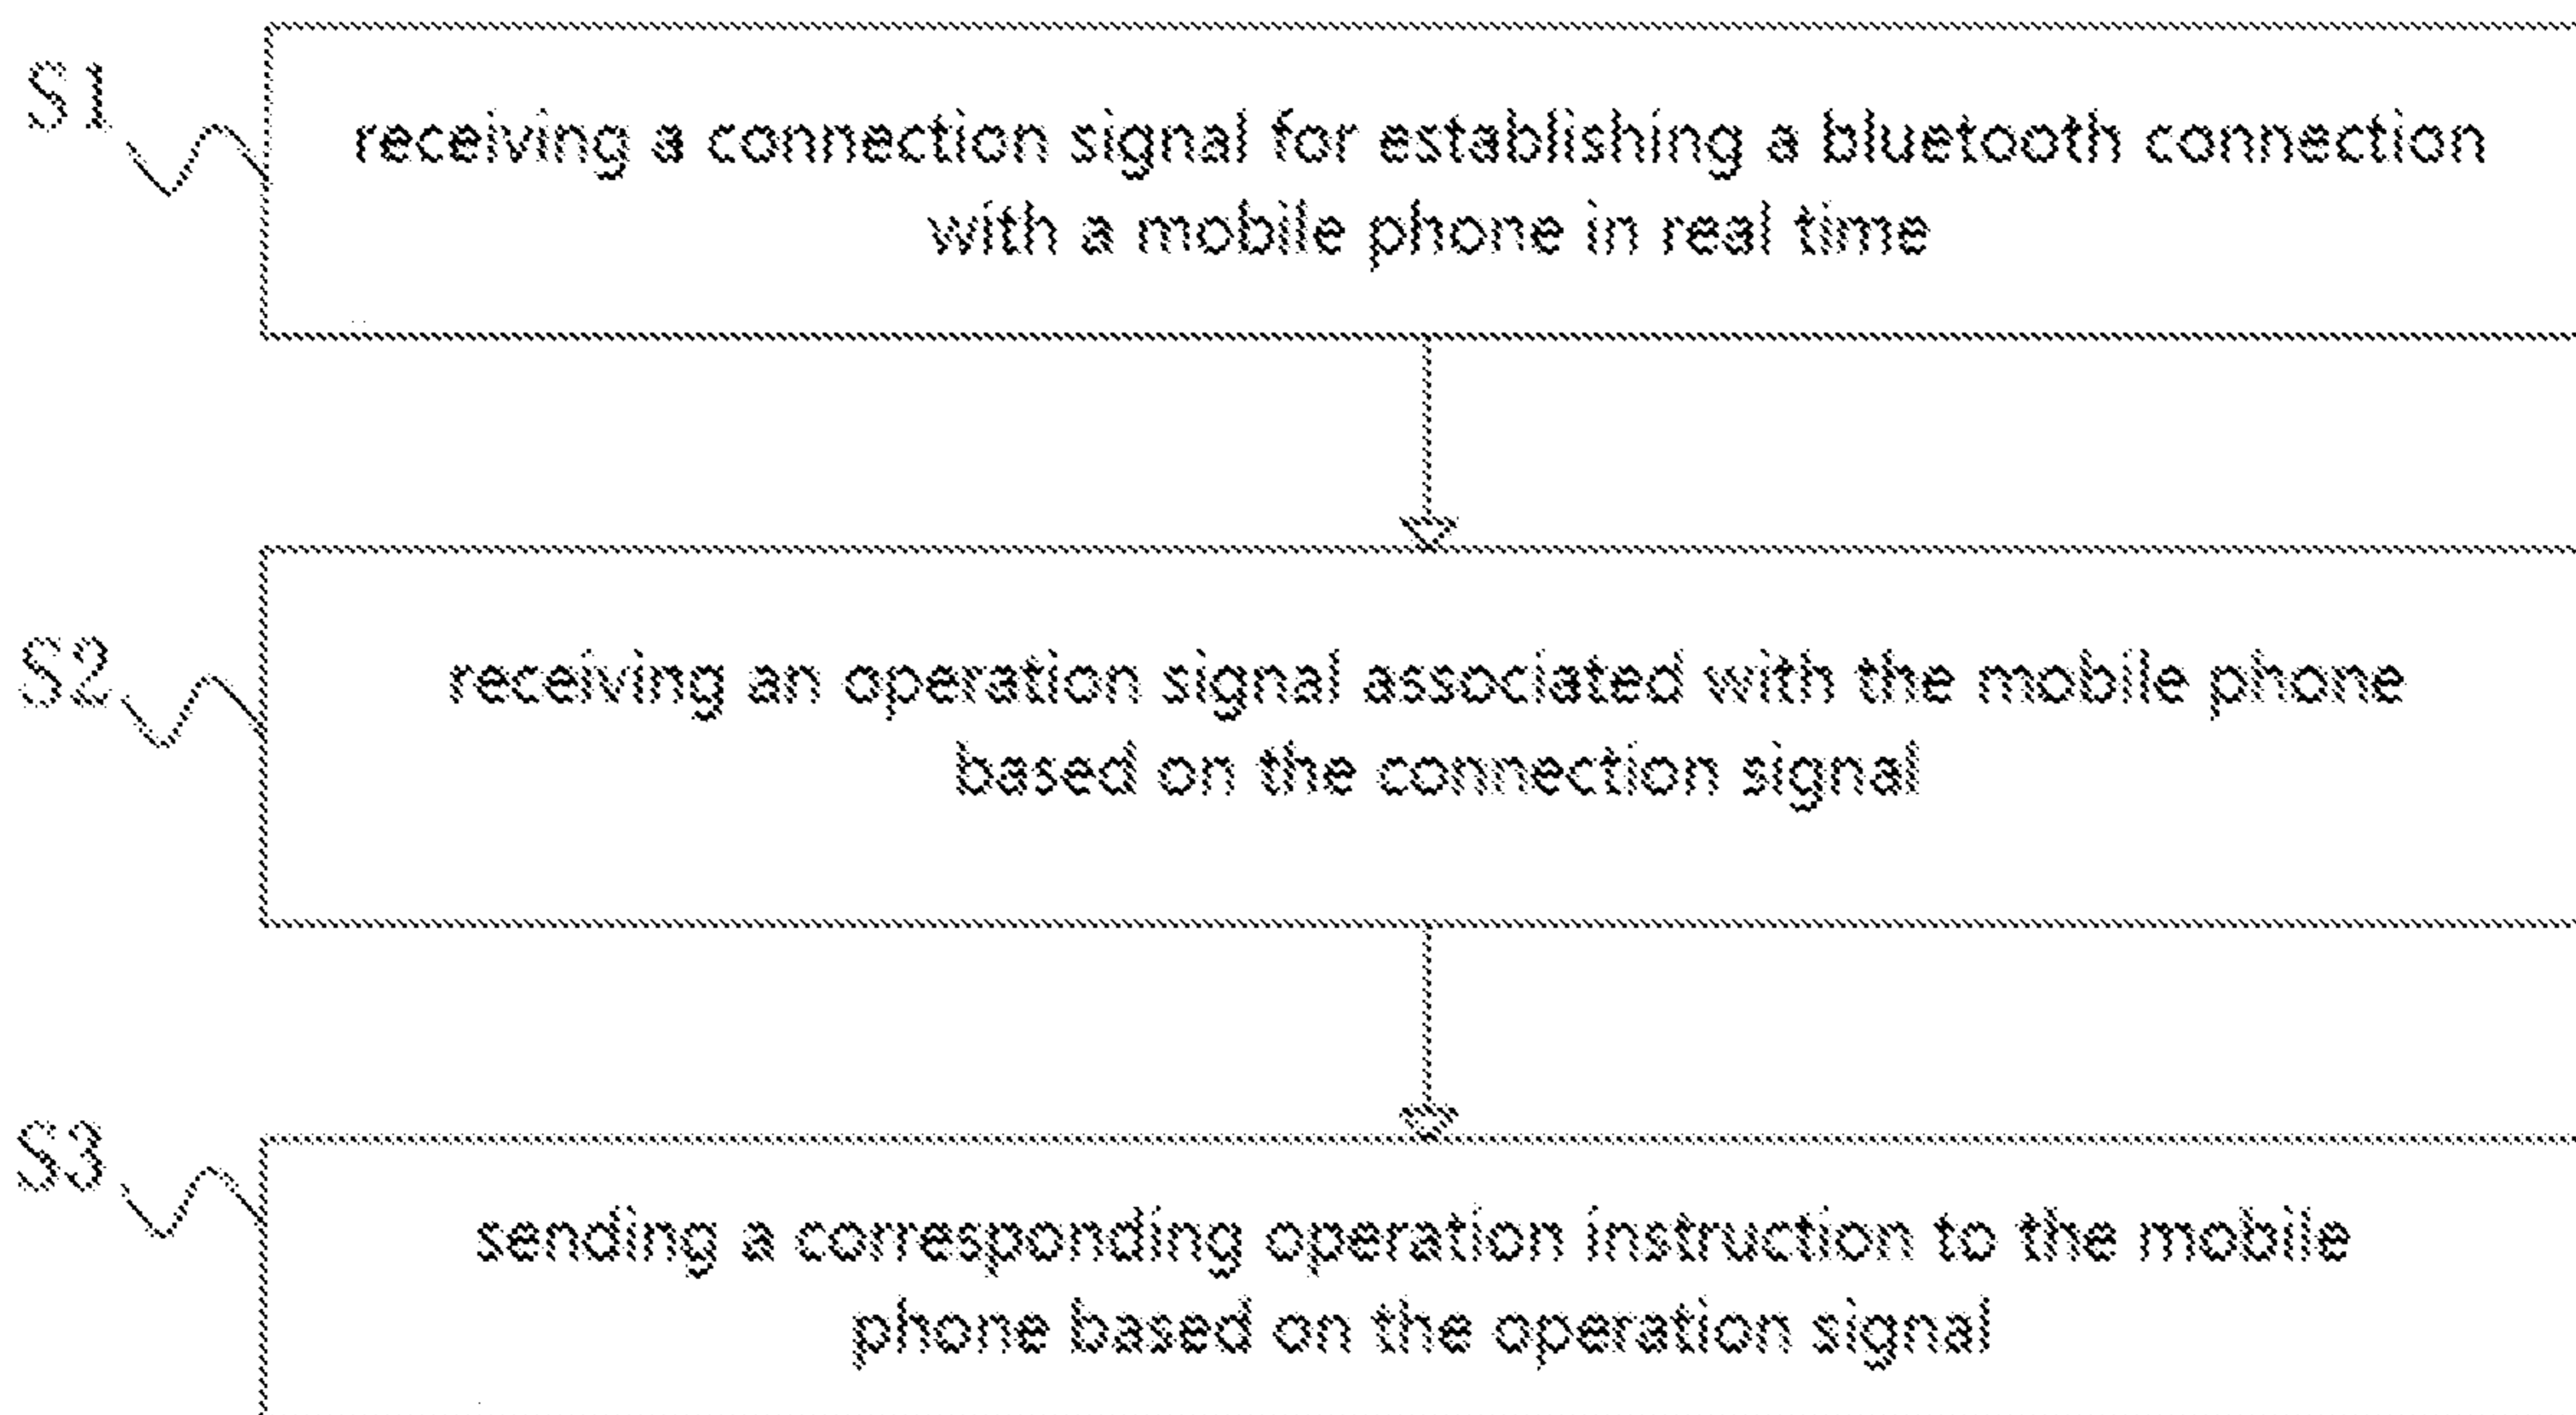 S1
receiving a connection signal for establishing a bluetooth connection
with a mobile phone in real time
S2
receiving an operation signal associated with the mobile phone
based on the connection signal
S3
sending a corresponding operation instruction to the mobile
phone based on the operation signal